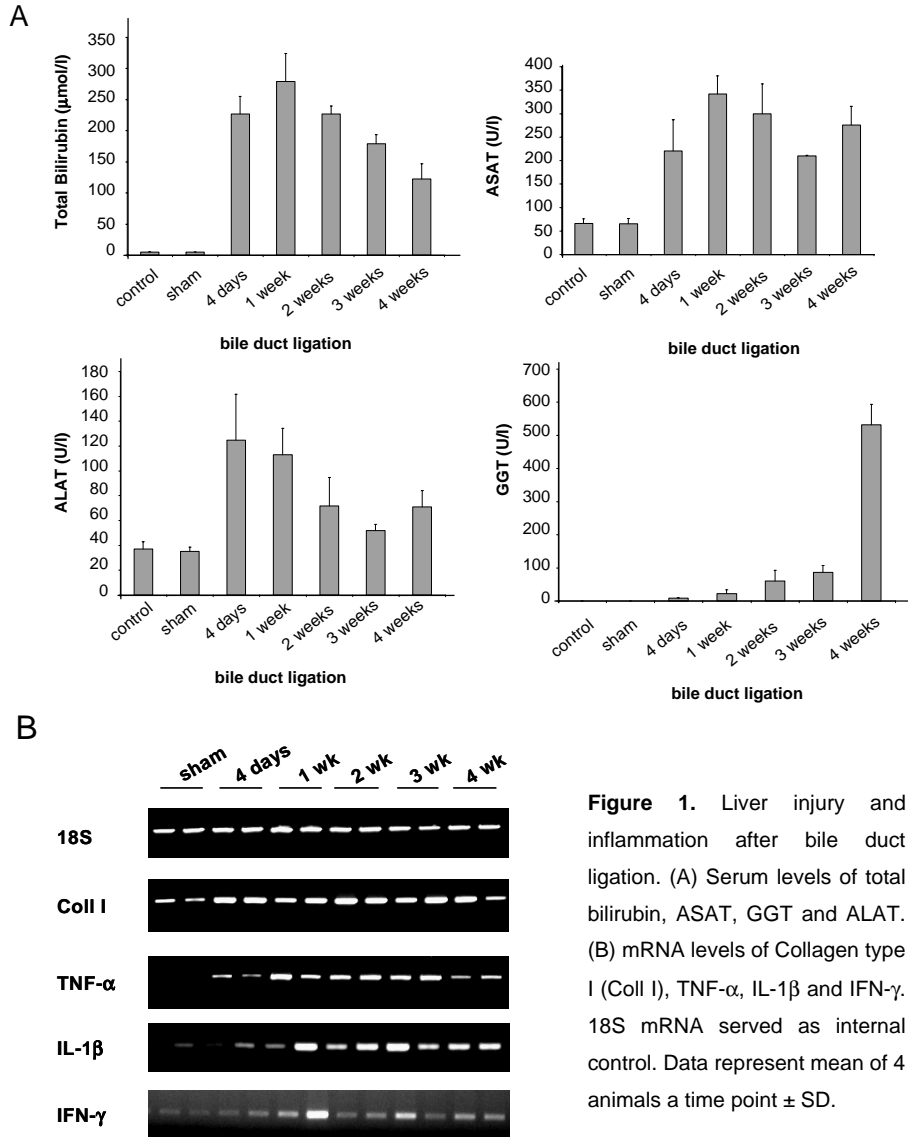 A
Total Bilirubin (μmol/l)
350
300
250
200
150
100
50
0
control
sham
4 days
1 week
2 weeks
3 weeks
4 weeks
bile duct ligation
ASAT (U/l)
400
350
300
250
200
150
100
50
0
control
sham
4 days
1 week
2 weeks
3 weeks
4 weeks
bile duct ligation
ALAT (U/l)
180
160
140
120
100
80
60
40
20
0
control
sham
4 days
1 week
2 weeks
3 weeks
4 weeks
bile duct ligation
GGT (U/l)
600
500
400
300
200
100
0
control
sham
4 days
1 week
2 weeks
3 weeks
4 weeks
bile duct ligation
B
sham 4 days 1 wk 2 wk 3 wk 4 wk
18S
Coll I
TNF-α
IL-1β
IFN-γ
Figure 1. Liver injury and
inflammation after bile duct
ligation. (A) Serum levels of total
bilirubin, ASAT, GGT and ALAT.
(B) mRNA levels of Collagen type
I (Coll I), TNF-α, IL-1β and IFN-γ.
18S mRNA served as internal
control. Data represent mean of 4
animals a time point ± SD.